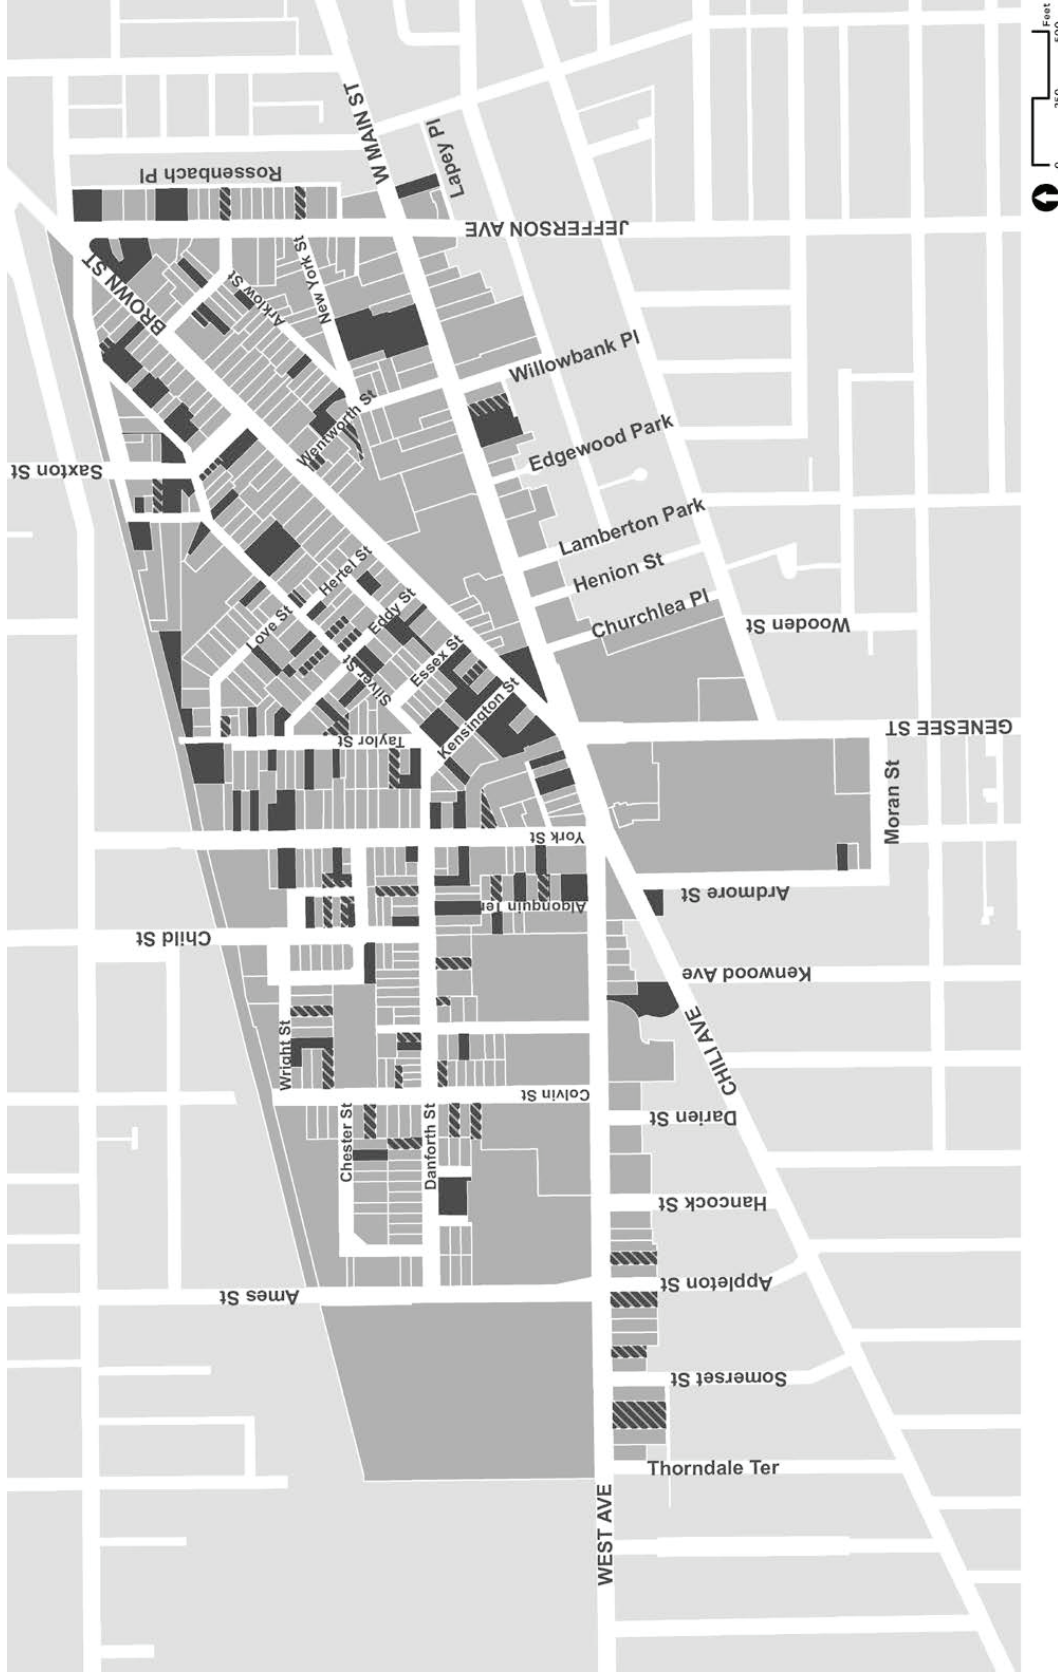 Feet
500
250
0
W MAIN ST
Rossenbach Pl
Lapey Pl
JEFFERSON AVE
BROWN ST
New York St
Arklow St
Willowbank Pl
Wentworth St
Edgewood Park
Saxton St
Lamberton Park
Hertel St
Henion St
Eddy St
Love St
Churchlea Pl
Wooden St
Essex St
Silver St
Kensington St
GENESEE ST
Taylor St
Moran St
York St
Ardmore St
Algonquin Ter
Child St
Kenwood Ave
Wright St
CHILI AVE
Colvin St
Darien St
Chester St
Danforth St
Hancock St
Appleton St
Ames St
Somerset St
Thorndale Ter
WEST AVE